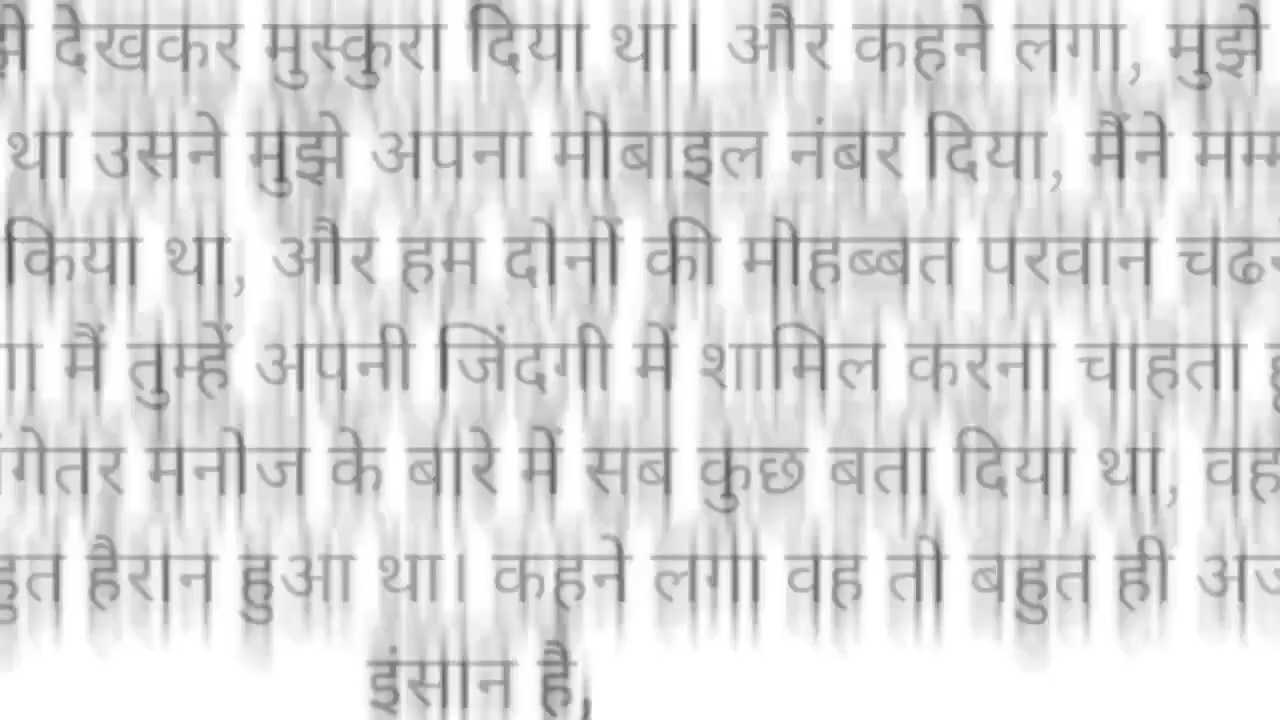 देखकर मुस्कुरा दिया था। और कहने लगा, मुझे
था उसने मुझे अपना मोबाइल नंबर दिया, मैंने
किया था, और हम दोनों की मोहब्बत परवान
मैं तुम्हें अपनी जिंदगी में शामिल करना चाहता
मनोज के बारे में सब कुछ बता दिया था, वह
हैरान हुआ था। कहने लगा वह तो बहुत ही
इंसान है,